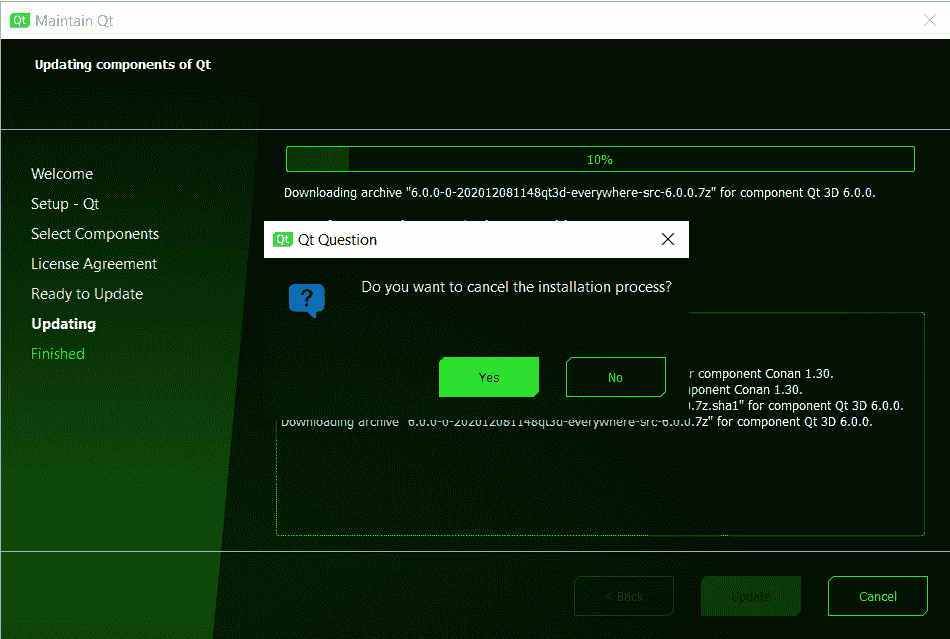 Qt Maintain Qt
Updating components of Qt
Welcome
Setup - Qt
Select Components
License Agreement
Ready to Update
Updating
Finished
10%
Downloading archive "6.0.0-0-202012081148qt3d-everywhere-src-6.0.0.7z" for component Qt 3D 6.0.0.
Qt Qt Question
?
Do you want to cancel the installation process?
Yes
No
r component Conan 1.30.
ponent Conan 1.30.
.7z.sha1" for component Qt 3D 6.0.0.
Downloading archive "6.0.0-0-202012081148qt3d-everywhere-src-6.0.0.7z" for component Qt 3D 6.0.0.
< Back
Update
Cancel